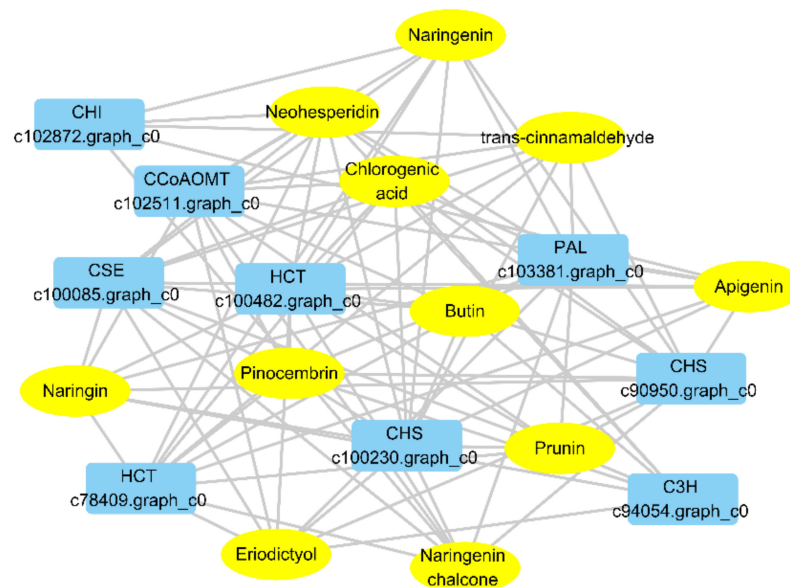 Naringenin
CHI
c102872.graph_c0
Neohesperidin
trans-cinnamaldehyde
CCoAOMT
c102511.graph_c0
Chlorogenic
acid
PAL
c103381.graph_c0
CSE
c100085.graph_c0
HCT
c100482.graph_c0
Apigenin
Butin
CHS
c90950.graph_c0
Naringin
Pinocembrin
CHS
c100230.graph_c0
Prunin
HCT
c78409.graph_c0
C3H
c94054.graph_c0
Eriodictyol
Naringenin
chalcone